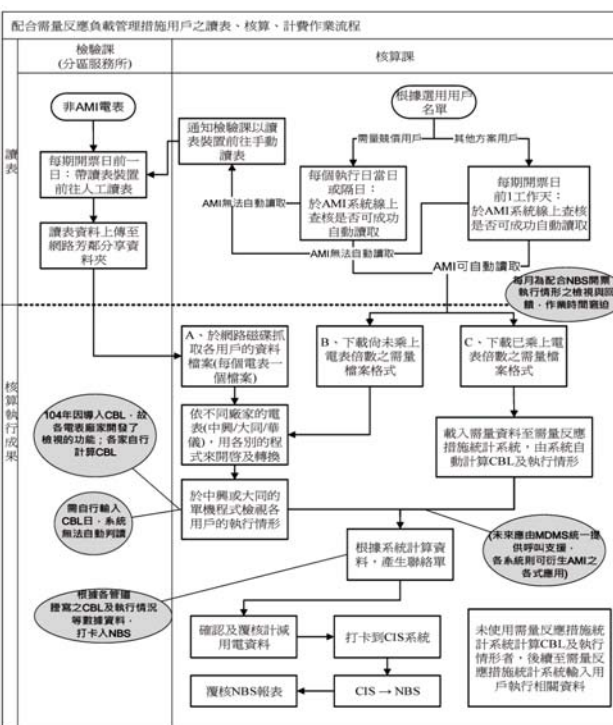 配合需量反應負載管理措施用戶之讀表、核算、計費作業流程
檢驗課
(分區服務所)
核算課
讀表
非AMI電表
每期開票日前一
日：帶讀表裝置
前往人工讀表
讀表資料上傳至
網路芳鄰分享資
料夾
通知檢驗課以讀
表裝置前往手動
讀表
根據選用用戶
名單
需量競價用戶
其他方案用戶
每個執行日當日
或隔日：
於AMI系統線上
查核是否可成功
自動讀取
每期開票日
前1工作天：
於AMI系統線上查核
是否可成功自動讀取
AMI無法自動讀取
AMI無法自動讀取
AMI可自動讀取
每月為配合NBS開票
執行情形之檢視與回
饋，作業時間窘迫
核算執行成果
A、於網路磁碟抓
取各用戶的資料
檔案(每個電表一
個檔案)
B、下載尚未乘上
電表倍數之需量
檔案格式
C、下載已乘上電
表倍數之需量檔
案格式
104年因導入CBL，故
各電表廠家開發了
檢視的功能；各家自行
計算CBL
依不同廠家的電
表(中興/大同/華
儀)，用各別的程
式來開啓及轉換
載入需量資料至需量反應
措施統計系統，由系統自
動計算CBL及執行情形
需自行輸入
CBL日，系統
無法自動判讀
於中興或大同的
單機程式檢視各
用戶的執行情形
(未來應由MDMS統一提
供呼叫支援，
各系統則可衍生AMI之
各式應用)
根據系統計算資
料，產生聯絡單
根據各管道
謄寫之CBL及執行情況
等數據資料，
打卡入NBS
確認及覆核計減
用電資料
打卡到CIS系統
覆核NBS報表
CIS → NBS
未使用需量反應措施統
計系統計算CBL及執行
情形者，後續至需量反
應措施統計系統輸入用
戶執行相關資料